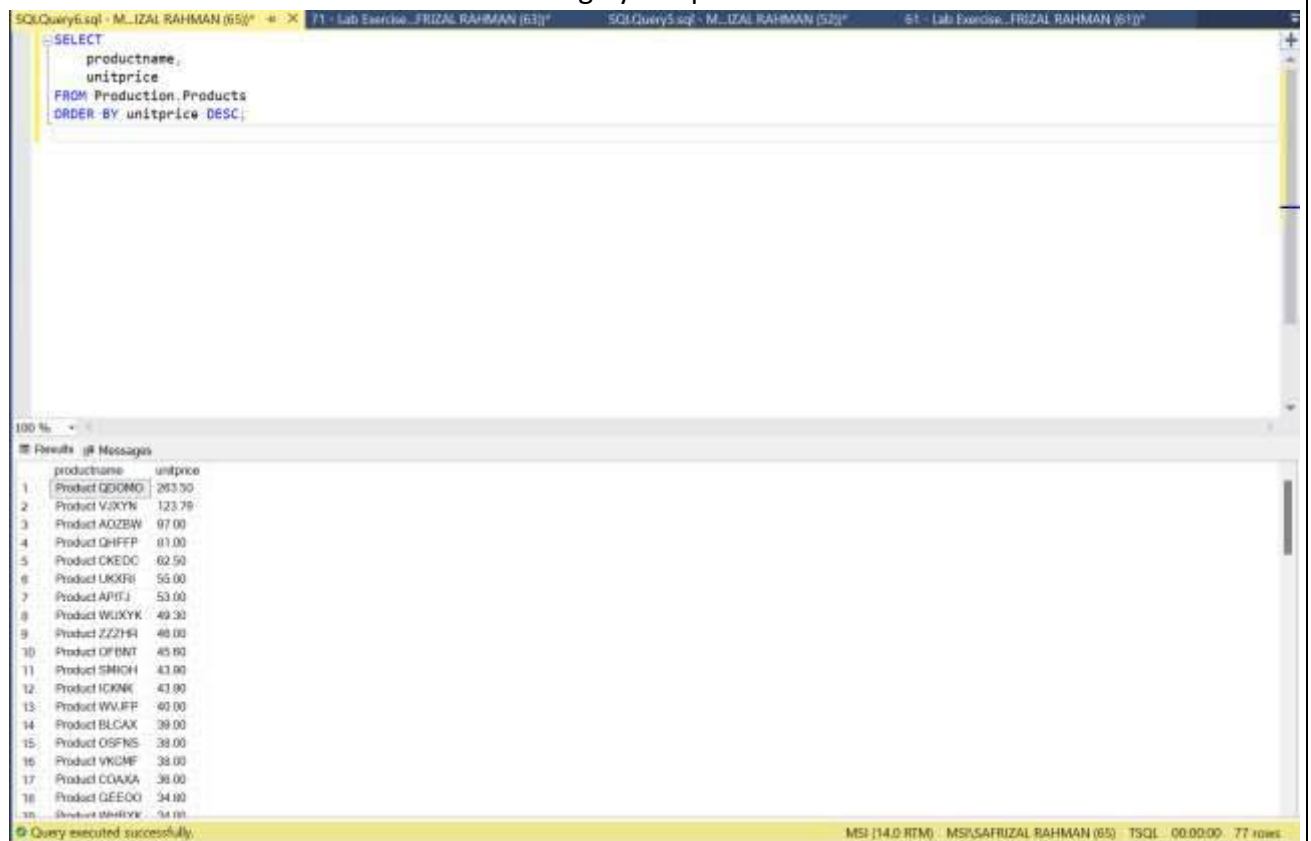 SQLQuery6.sql - M...IZAL RAHMAN (65))* 71 - Lab Exercise...FRIZAL RAHMAN (63))* SQLQuery5.sql - M...IZAL RAHMAN (52))* 61 - Lab Exercise...FRIZAL RAHMAN (61))*
SELECT
productname,
unitprice
FROM Production.Products
ORDER BY unitprice DESC;
100 %
Results Messages
productname unitprice
1 Product QDOMO 263.50
2 Product VJXYN 123.79
3 Product AOZBW 97.00
4 Product QHFFP 81.00
5 Product CKEDC 62.50
6 Product UKXRI 55.00
7 Product APITJ 53.00
8 Product WUXYK 49.30
9 Product ZZZHR 46.00
10 Product OFBNT 45.60
11 Product SMIOH 43.90
12 Product ICKNK 43.90
13 Product WVJFP 40.00
14 Product BLCAX 39.00
15 Product OSFNS 38.00
16 Product VKCMF 38.00
17 Product COAXA 36.00
18 Product GEEOO 34.80
19 Product WHBYK 34.00
Query executed successfully. MSI (14.0 RTM) MSI\SAFRIZAL RAHMAN (65) TSQL 00:00:00 77 rows